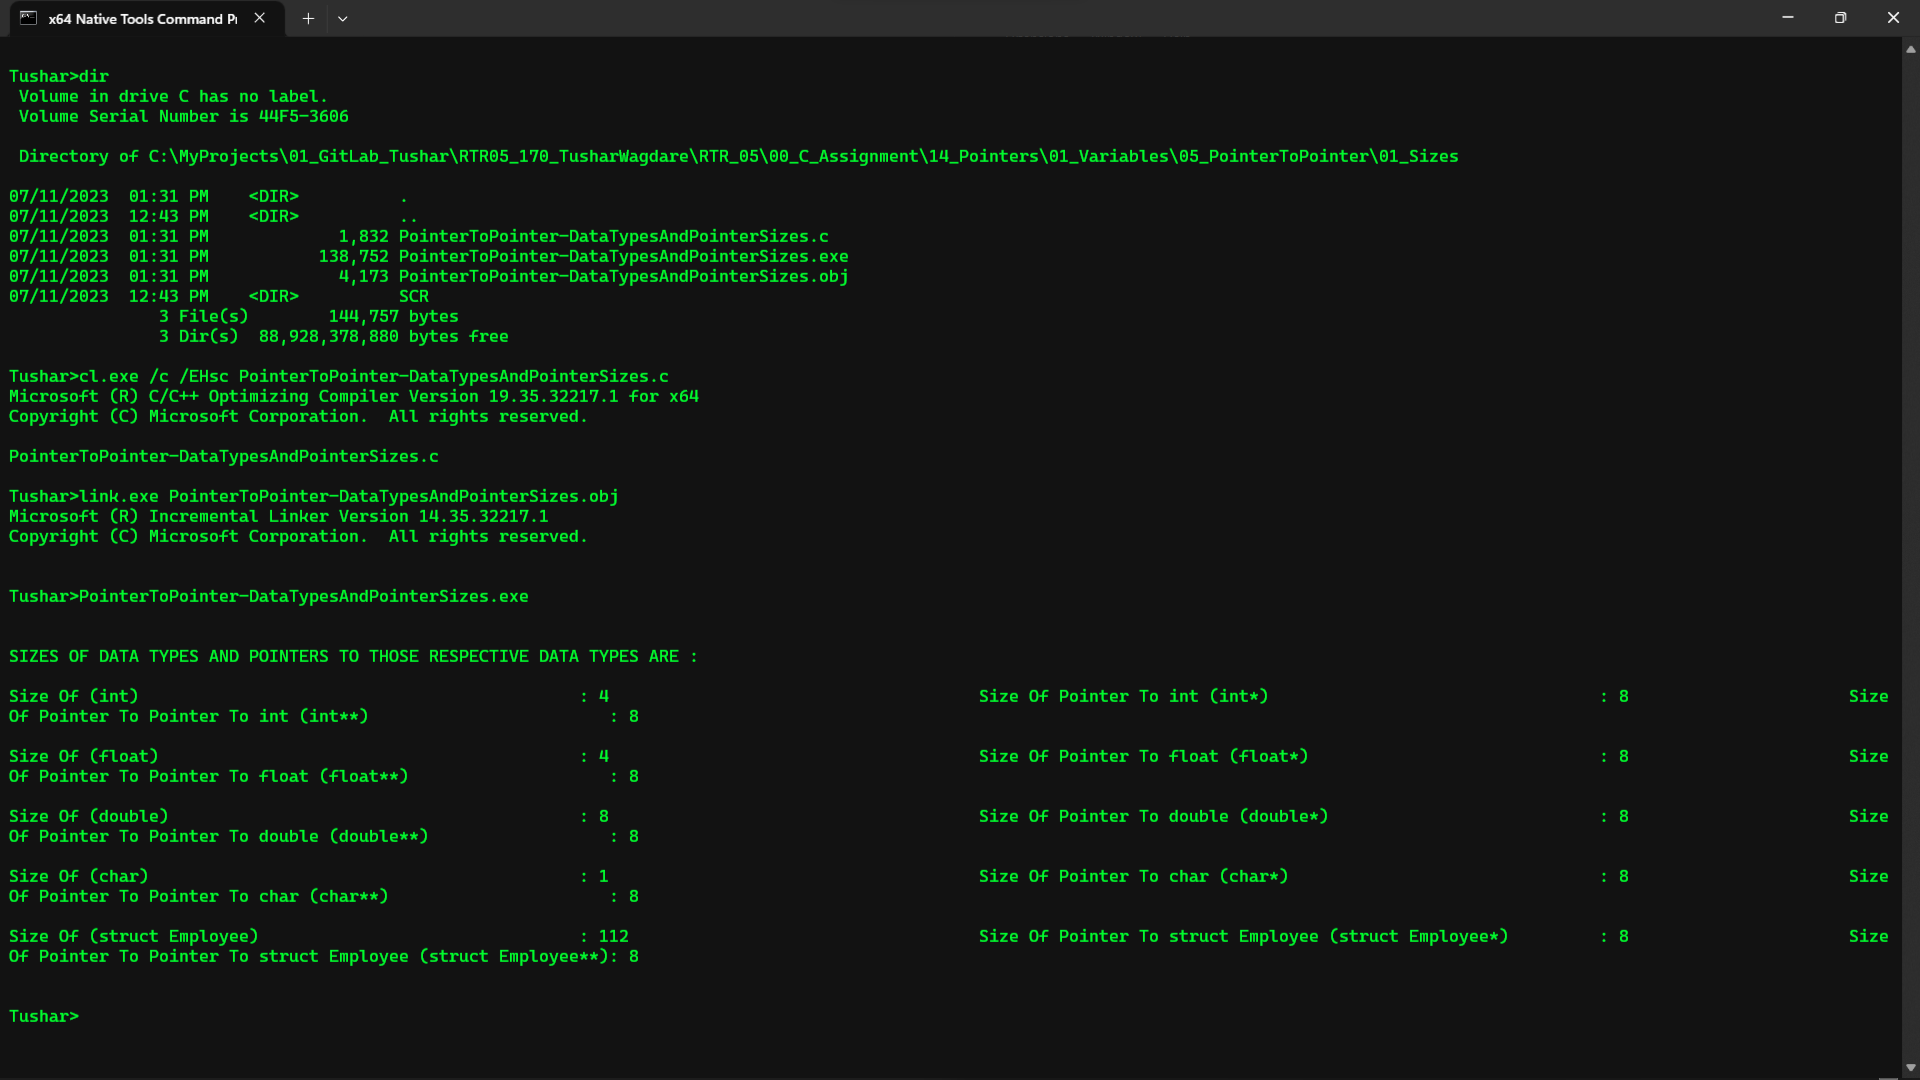 x64 Native Tools Command P
Tushar>dir
 Volume in drive C has no label.
 Volume Serial Number is 44F5-3606
 Directory of C:\MyProjects\01_GitLab_Tushar\RTR05_170_TusharWagdare\RTR_05\00_C_Assignment\14_Pointers\01_Variables\05_PointerToPointer\01_Sizes
07/11/2023  01:31 PM    <DIR>          .
07/11/2023  12:43 PM    <DIR>          ..
07/11/2023  01:31 PM             1,832 PointerToPointer-DataTypesAndPointerSizes.c
07/11/2023  01:31 PM           138,752 PointerToPointer-DataTypesAndPointerSizes.exe
07/11/2023  01:31 PM             4,173 PointerToPointer-DataTypesAndPointerSizes.obj
07/11/2023  12:43 PM    <DIR>          SCR
               3 File(s)        144,757 bytes
               3 Dir(s)  88,928,378,880 bytes free
Tushar>cl.exe /c /EHsc PointerToPointer-DataTypesAndPointerSizes.c
Microsoft (R) C/C++ Optimizing Compiler Version 19.35.32217.1 for x64
Copyright (C) Microsoft Corporation.  All rights reserved.
PointerToPointer-DataTypesAndPointerSizes.c
Tushar>link.exe PointerToPointer-DataTypesAndPointerSizes.obj
Microsoft (R) Incremental Linker Version 14.35.32217.1
Copyright (C) Microsoft Corporation.  All rights reserved.
Tushar>PointerToPointer-DataTypesAndPointerSizes.exe
SIZES OF DATA TYPES AND POINTERS TO THOSE RESPECTIVE DATA TYPES ARE :
Size Of (int) : 4 Size Of Pointer To int (int*) : 8 Size
Of Pointer To Pointer To int (int**) : 8
Size Of (float) : 4 Size Of Pointer To float (float*) : 8 Size
Of Pointer To Pointer To float (float**) : 8
Size Of (double) : 8 Size Of Pointer To double (double*) : 8 Size
Of Pointer To Pointer To double (double**) : 8
Size Of (char) : 1 Size Of Pointer To char (char*) : 8 Size
Of Pointer To Pointer To char (char**) : 8
Size Of (struct Employee) : 112 Size Of Pointer To struct Employee (struct Employee*) : 8 Size
Of Pointer To Pointer To struct Employee (struct Employee**): 8
Tushar>